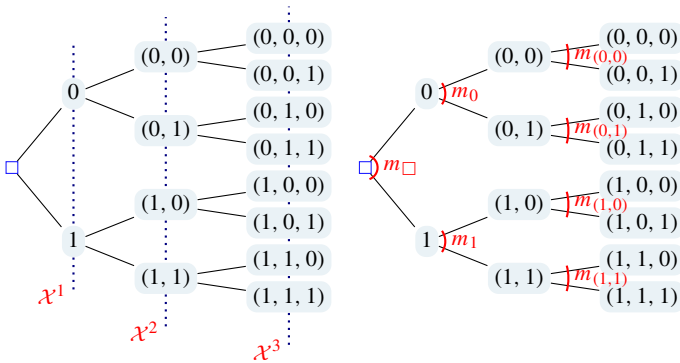 (0, 0, 0) (0, 0, 0)
(0, 0) (0, 0) m(0,0)
(0, 0, 1) (0, 0, 1)
0 0 m0
(0, 1, 0) (0, 1, 0)
(0, 1) (0, 1) m(0,1)
(0, 1, 1) (0, 1, 1)
□ □ m□
(1, 0, 0) (1, 0, 0)
(1, 0) (1, 0) m(1,0)
(1, 0, 1) (1, 0, 1)
1 1 m1
(1, 1, 0) (1, 1, 0)
(1, 1) (1, 1) m(1,1)
(1, 1, 1) (1, 1, 1)
𝒳1
𝒳2
𝒳3